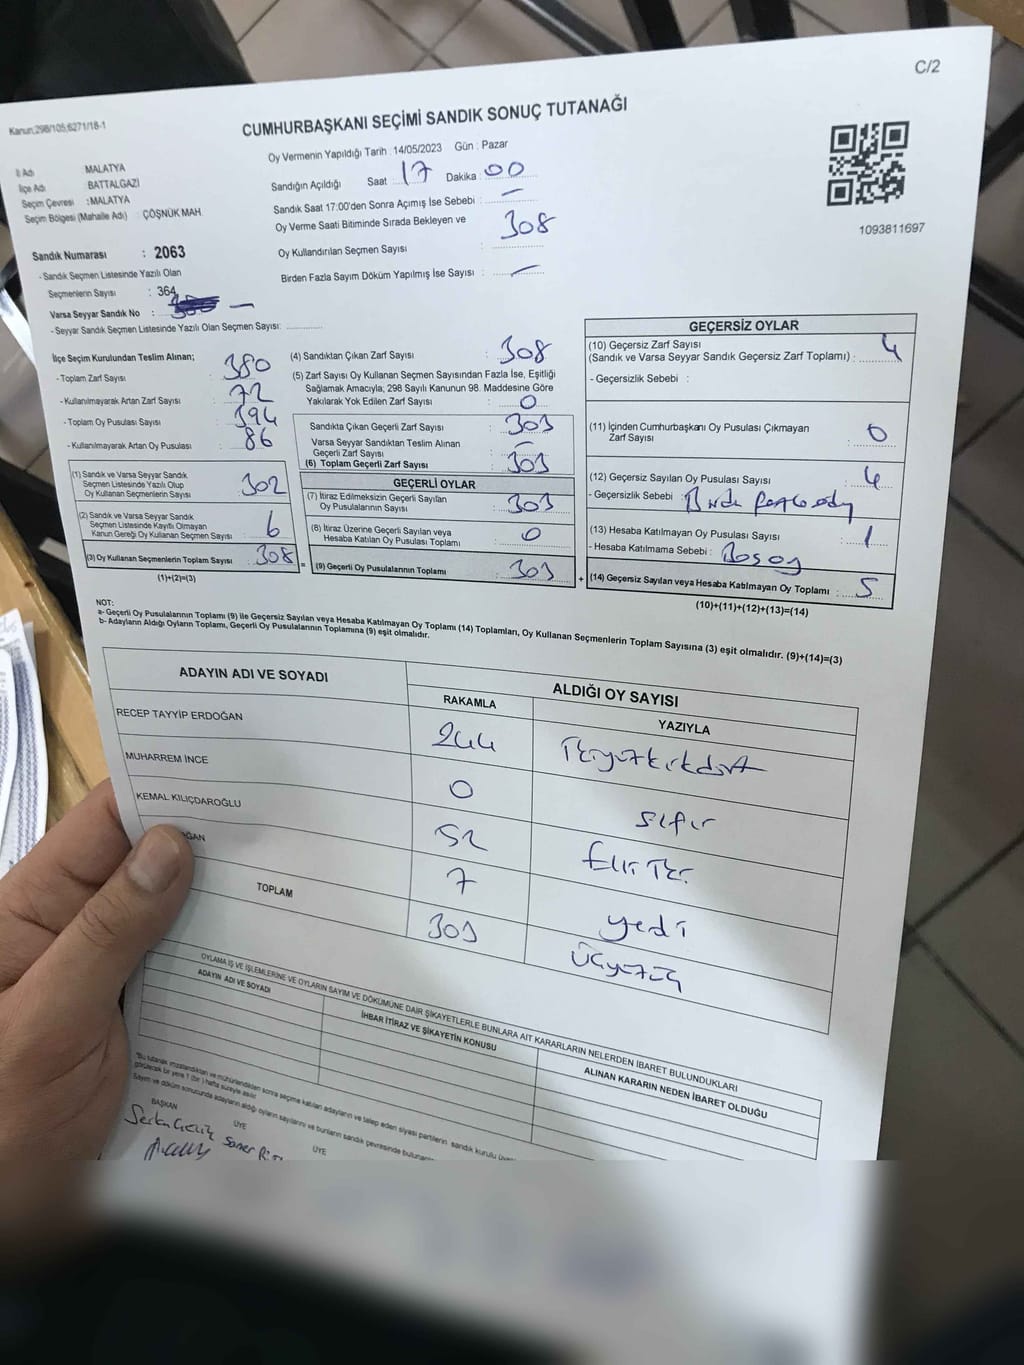 C/2
Kanun;298/105;6271/18-1
CUMHURBAŞKANI SEÇİMİ SANDIK SONUÇ TUTANAĞI
İl Adı : MALATYA
İlçe Adı : BATTALGAZİ
Seçim Çevresi : MALATYA
Seçim Bölgesi (Mahalle Adı) : ÇÖŞNÜK MAH.
Oy Vermenin Yapıldığı Tarih : 14/05/2023 Gün : Pazar
Sandığın Açıldığı Saat 17 Dakika 00
Sandık Saat 17:00'den Sonra Açımış İse Sebebi : —
Oy Verme Saati Bitiminde Sırada Bekleyen ve
Oy Kullandırılan Seçmen Sayısı : 308
Birden Fazla Sayım Döküm Yapılmış İse Sayısı : —
1093811697
Sandık Numarası : 2063
- Sandık Seçmen Listesinde Yazılı Olan
Seçmenlerin Sayısı : 364
Varsa Seyyar Sandık No : —
- Seyyar Sandık Seçmen Listesinde Yazılı Olan Seçmen Sayısı: ............
İlçe Seçim Kurulundan Teslim Alınan;
- Toplam Zarf Sayısı : 380
- Kullanılmayarak Artan Zarf Sayısı : 72
- Toplam Oy Pusulası Sayısı : 394
- Kullanılmayarak Artan Oy Pusulası : 86
(1) Sandık ve Varsa Seyyar Sandık
Seçmen Listesinde Yazılı Olup
Oy Kullanan Seçmenlerin Sayısı : 302
(2) Sandık ve Varsa Seyyar Sandık
Seçmen Listesinde Kayıtlı Olmayan
Kanun Gereği Oy Kullanan Seçmen Sayısı : 6
(3) Oy Kullanan Seçmenlerin Toplam Sayısı : 308
(1)+(2)=(3)
(4) Sandıktan Çıkan Zarf Sayısı : 308
(5) Zarf Sayısı Oy Kullanan Seçmen Sayısından Fazla İse, Eşitliği
Sağlamak Amacıyla; 298 Sayılı Kanunun 98. Maddesine Göre
Yakılarak Yok Edilen Zarf Sayısı : 0
Sandıkta Çıkan Geçerli Zarf Sayısı : 303
Varsa Seyyar Sandıktan Teslim Alınan
Geçerli Zarf Sayısı : —
(6) Toplam Geçerli Zarf Sayısı : 303
GEÇERLİ OYLAR
(7) İtiraz Edilmeksizin Geçerli Sayılan
Oy Pusulalarının Sayısı : 303
(8) İtiraz Üzerine Geçerli Sayılan veya
Hesaba Katılan Oy Pusulası Toplamı : 0
= (9) Geçerli Oy Pusulalarının Toplamı : 303
GEÇERSİZ OYLAR
(10) Geçersiz Zarf Sayısı
(Sandık ve Varsa Seyyar Sandık Geçersiz Zarf Toplamı) : 4
- Geçersizlik Sebebi :
(11) İçinden Cumhurbaşkanı Oy Pusulası Çıkmayan
Zarf Sayısı : 0
(12) Geçersiz Sayılan Oy Pusulası Sayısı : 4
- Geçersizlik Sebebi :
(13) Hesaba Katılmayan Oy Pusulası Sayısı : 1
- Hesaba Katılmama Sebebi :
+ (14) Geçersiz Sayılan veya Hesaba Katılmayan Oy Toplamı : 5
(10)+(11)+(12)+(13)=(14)
NOT:
a- Geçerli Oy Pusulalarının Toplamı (9) ile Geçersiz Sayılan veya Hesaba Katılmayan Oy Toplamı (14) Toplamları, Oy Kullanan Seçmenlerin Toplam Sayısına (3) eşit olmalıdır. (9)+(14)=(3)
b- Adayların Aldığı Oyların Toplamı, Geçerli Oy Pusulalarının Toplamına (9) eşit olmalıdır.
ADAYIN ADI VE SOYADI ALDIĞI OY SAYISI
RAKAMLA YAZIYLA
RECEP TAYYİP ERDOĞAN 244 İkiyüzkırkdört
MUHARREM İNCE 0 sıfır
KEMAL KILIÇDAROĞLU 52 Elli iki
OĞAN 7 yedi
TOPLAM 303 üçyüzüç
OYLAMA İŞ VE İŞLEMLERİNE VE OYLARIN SAYIM VE DÖKÜMÜNE DAİR ŞİKAYETLERLE BUNLARA AİT KARARLARIN NELERDEN İBARET BULUNDUKLARI
ADAYIN ADI VE SOYADI İHBAR İTİRAZ VE ŞİKAYETİN KONUSU ALINAN KARARIN NEDEN İBARET OLDUĞU
"Bu tutanak imzalandıktan ve mühürlendikten sonra seçime katılan adayların ve talep eden siyasi partilerin sandık kurulu
görülecek bir yere 1 (bir) hafta süreyle asılır.
Sayım ve döküm sonucunda adayların aldığı oyların sayılarını ve bunların sandık çevresinde
BAŞKAN ÜYE ÜYE